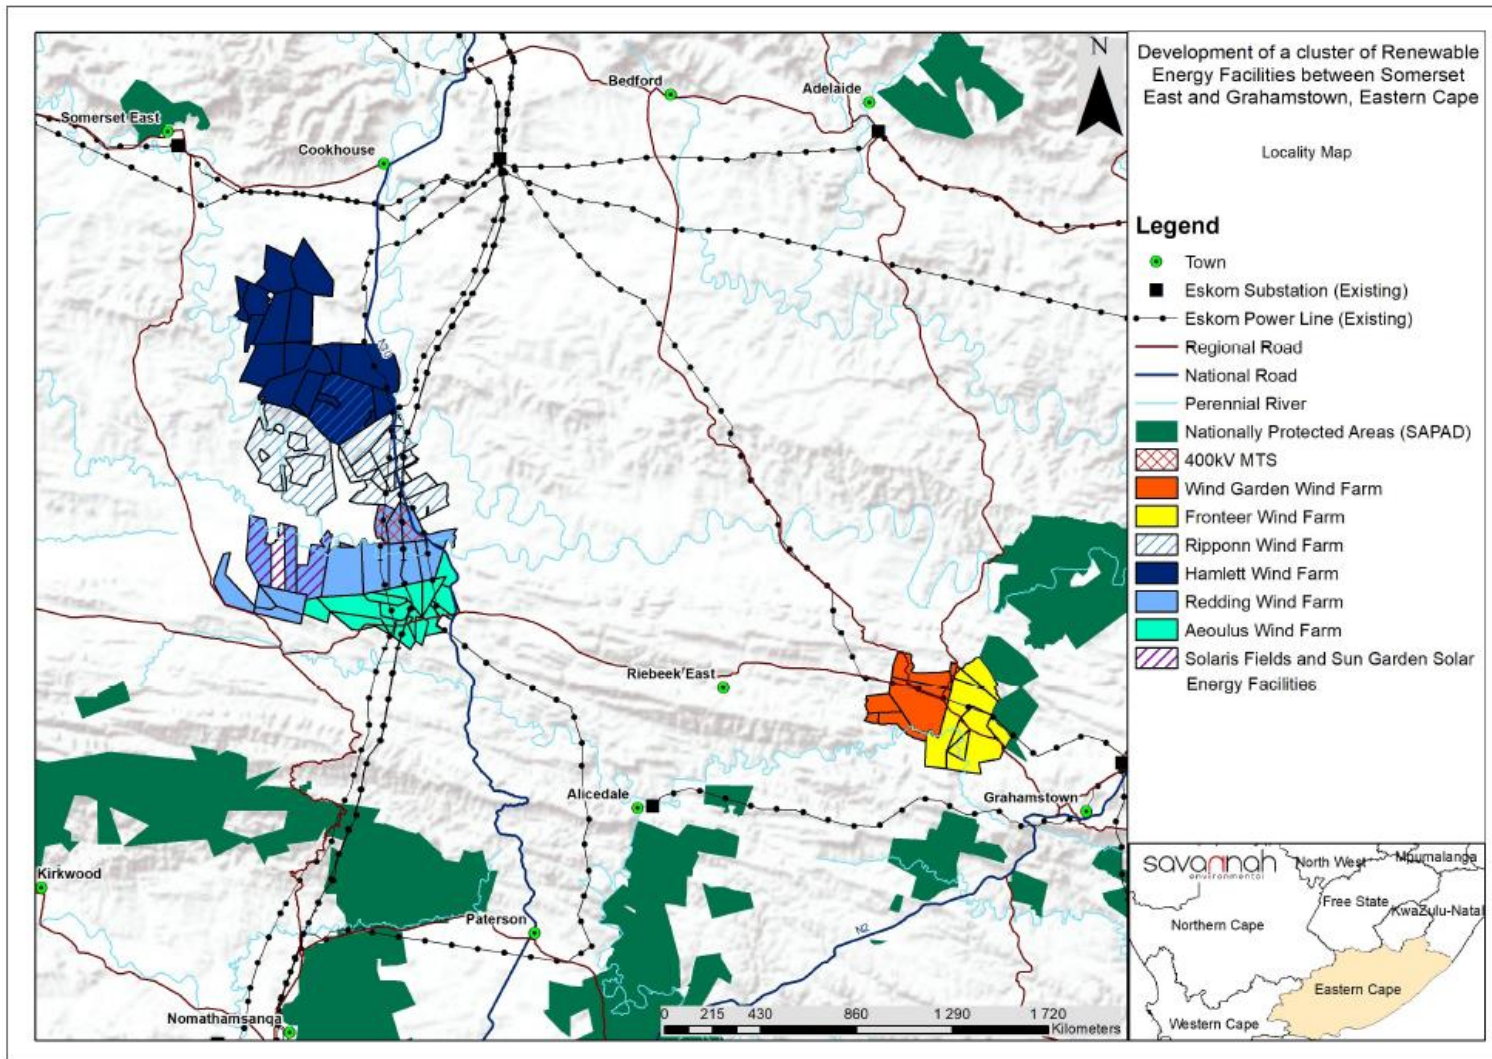 Development of a cluster of Renewable
Energy Facilities between Somerset
East and Grahamstown, Eastern Cape
Locality Map
Legend
Town
Eskom Substation (Existing)
Eskom Power Line (Existing)
Regional Road
National Road
Perennial River
Nationally Protected Areas (SAPAD)
400kV MTS
Wind Garden Wind Farm
Fronteer Wind Farm
Ripponn Wind Farm
Hamlett Wind Farm
Redding Wind Farm
Aeoulus Wind Farm
Solaris Fields and Sun Garden Solar
Energy Facilities
N
Bedford
Adelaide
Somerset East
Cookhouse
N10
Riebeek East
Alicedale
Grahamstown
Kirkwood
Paterson
N2
Nomathamsanqa
0 215 430 860 1 290 1 720
Kilometers
savannah
environmental
North West
Mpumalanga
Free State
KwaZulu-Natal
Northern Cape
Eastern Cape
Western Cape